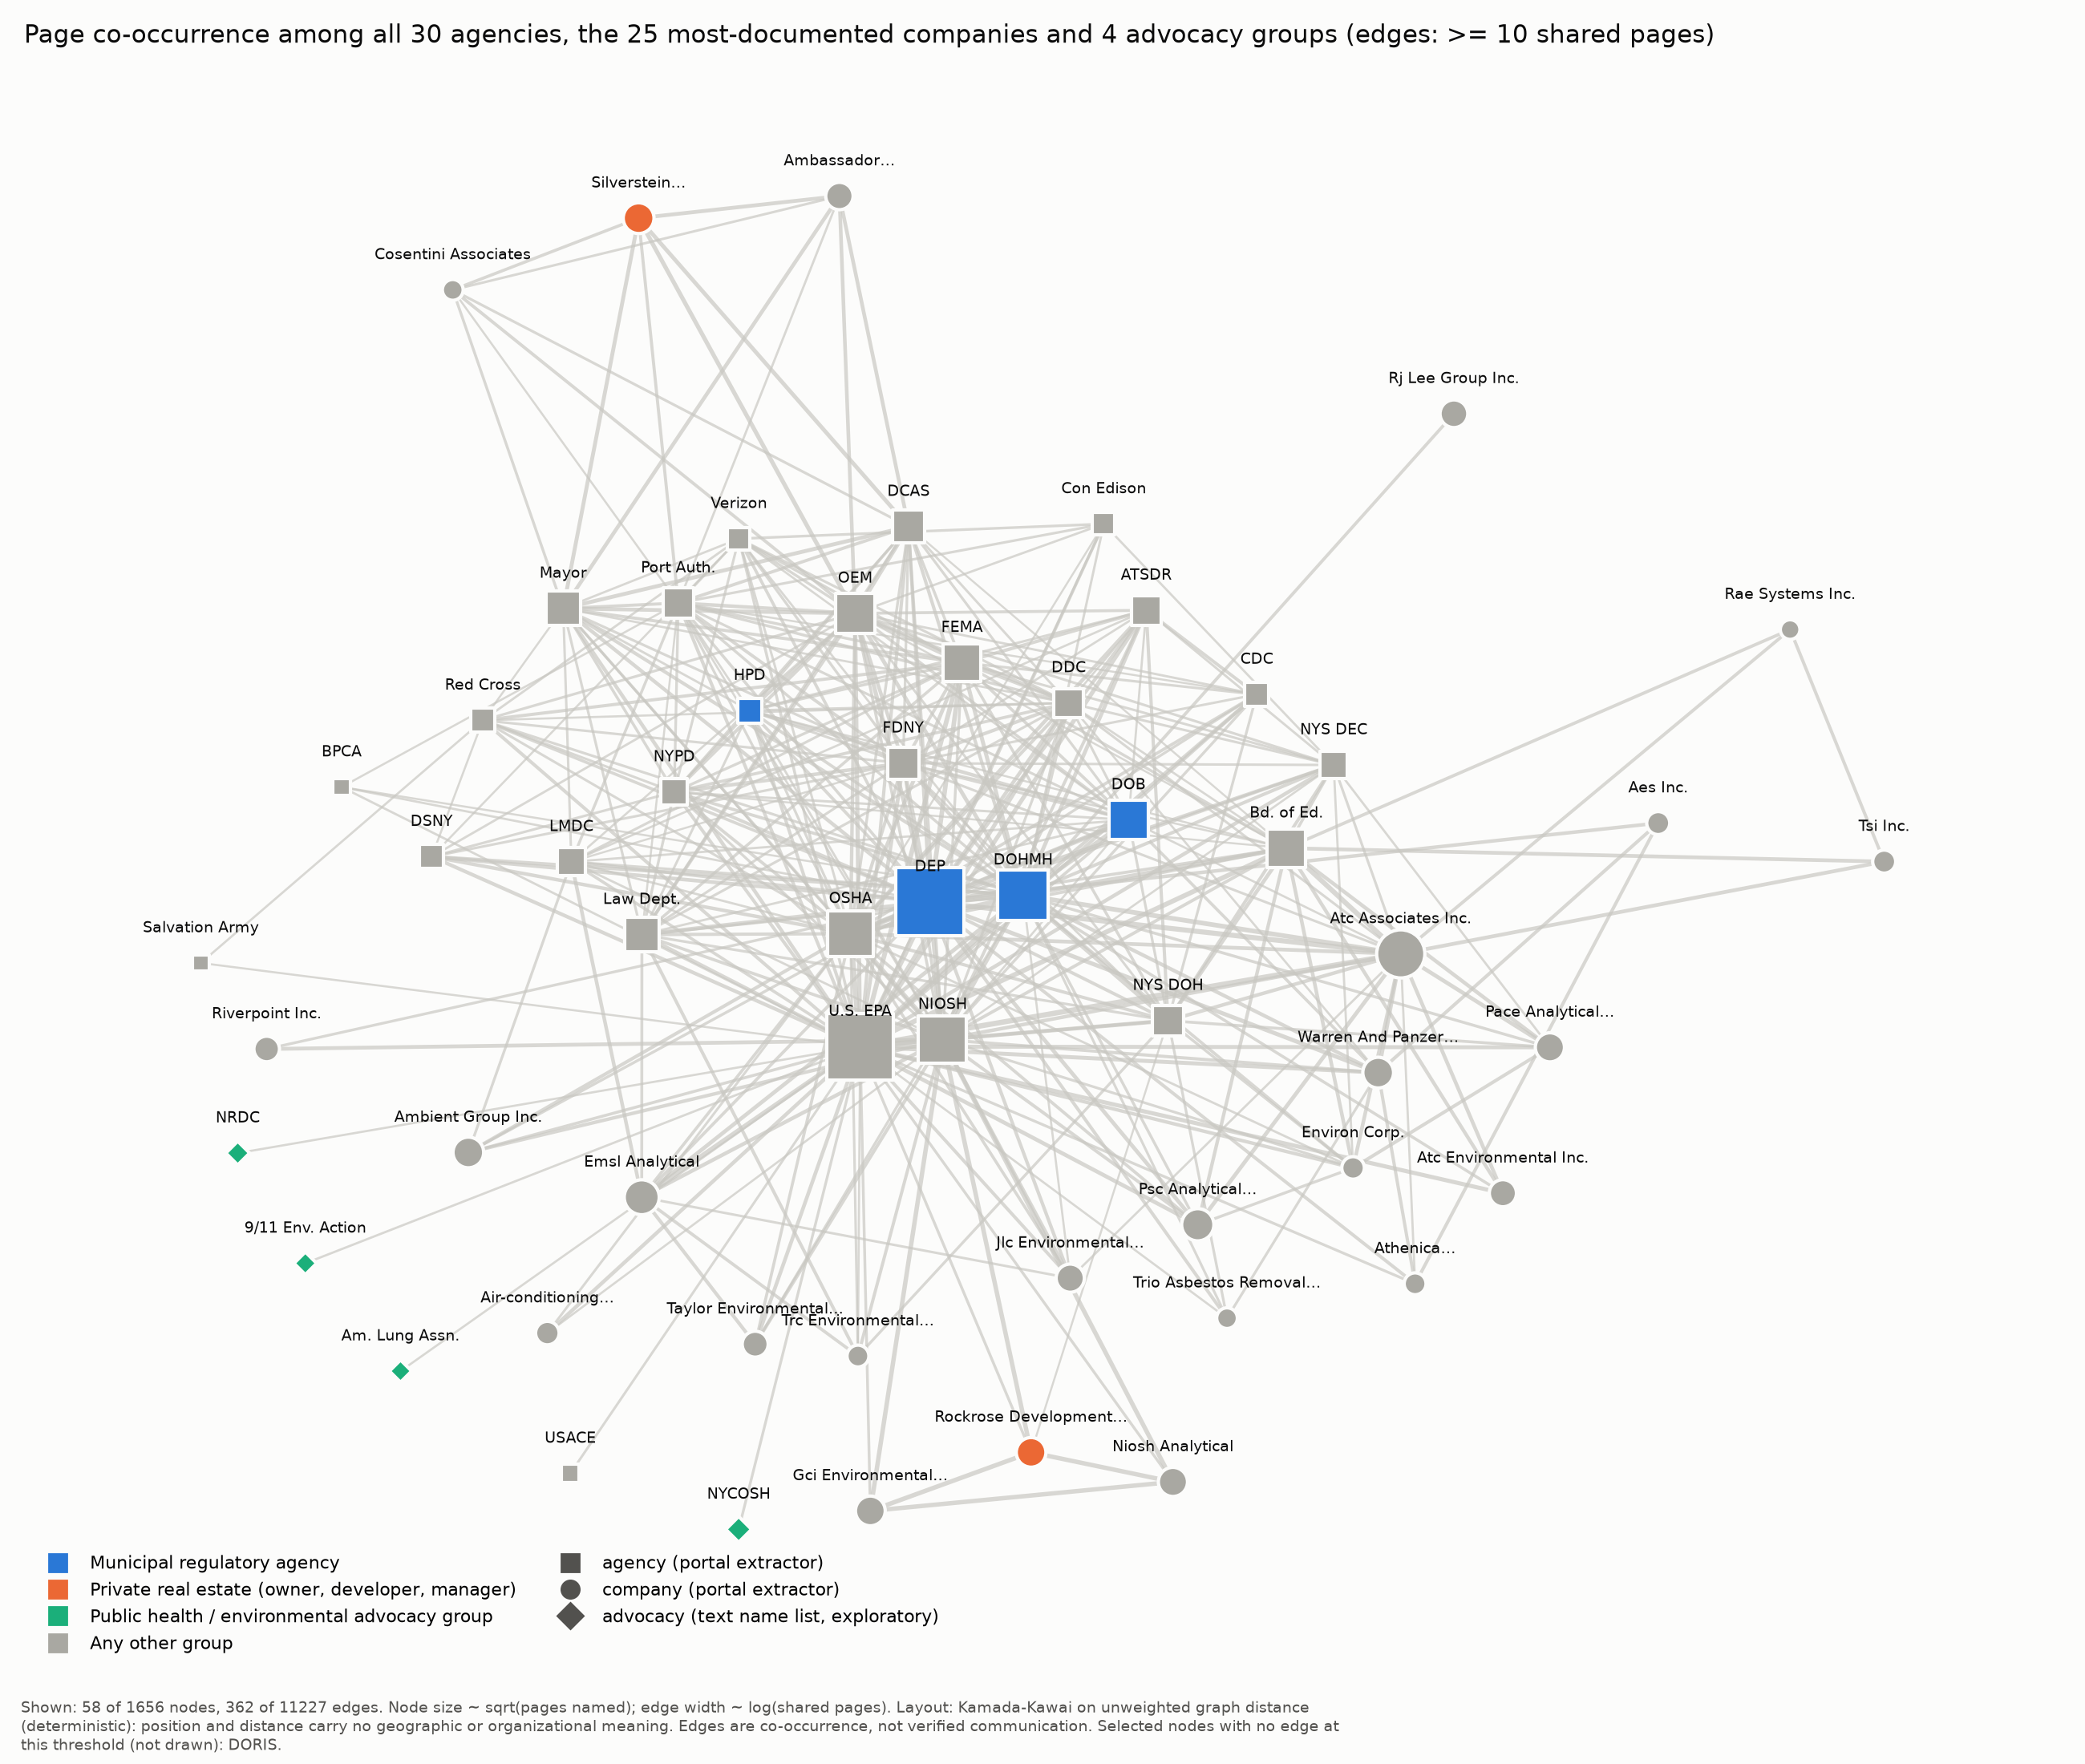 Page co-occurrence among all 30 agencies, the 25 most-documented companies and 4 advocacy groups (edges: >= 10 shared pages)
Ambassador...
Silverstein...
Cosentini Associates
Rj Lee Group Inc.
Con Edison
DCAS
Verizon
Port Auth.
Mayor
ATSDR
OEM
Rae Systems Inc.
FEMA
CDC
DDC
HPD
Red Cross
FDNY
NYS DEC
BPCA
NYPD
DOB
Aes Inc.
Bd. of Ed.
DSNY
LMDC
Tsi Inc.
DOHMH
DEP
OSHA
Law Dept.
Atc Associates Inc.
Salvation Army
NYS DOH
NIOSH
U.S. EPA
Riverpoint Inc.
Pace Analytical...
Warren And Panzer...
NRDC
Ambient Group Inc.
Environ Corp.
Atc Environmental Inc.
Emsl Analytical
Psc Analytical...
9/11 Env. Action
Jlc Environmental...
Athenica...
Trio Asbestos Removal...
Air-conditioning...
Taylor Environmental...
Trc Environmental...
Am. Lung Assn.
Rockrose Development...
USACE
Niosh Analytical
Gci Environmental...
NYCOSH
Municipal regulatory agency
Private real estate (owner, developer, manager)
Public health / environmental advocacy group
Any other group
agency (portal extractor)
company (portal extractor)
advocacy (text name list, exploratory)
Shown: 58 of 1656 nodes, 362 of 11227 edges. Node size ~ sqrt(pages named); edge width ~ log(shared pages). Layout: Kamada-Kawai on unweighted graph distance
(deterministic): position and distance carry no geographic or organizational meaning. Edges are co-occurrence, not verified communication. Selected nodes with no edge at
this threshold (not drawn): DORIS.